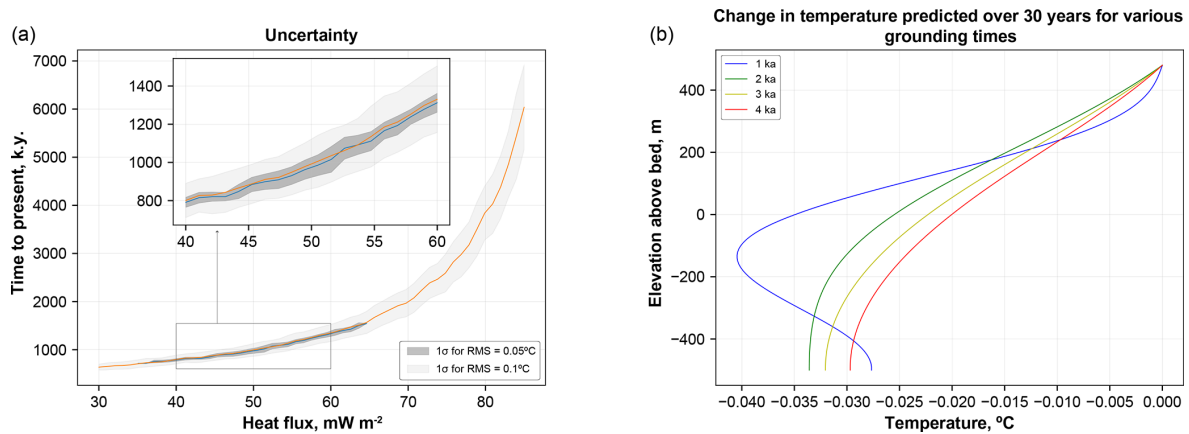 (a)
Uncertainty
Time to present, k.y.
7000
6000
5000
4000
3000
2000
1000
1400
1200
1000
800
40 45 50 55 60
1σ for RMS = 0.05ºC
1σ for RMS = 0.1ºC
30 40 50 60 70 80
Heat flux, mW m-2
(b)
Change in temperature predicted over 30 years for various
grounding times
Elevation above bed, m
1 ka
2 ka
3 ka
4 ka
400
200
0
−200
−400
−0.040 −0.035 −0.030 −0.025 −0.020 −0.015 −0.010 −0.005 0.000
Temperature, ºC